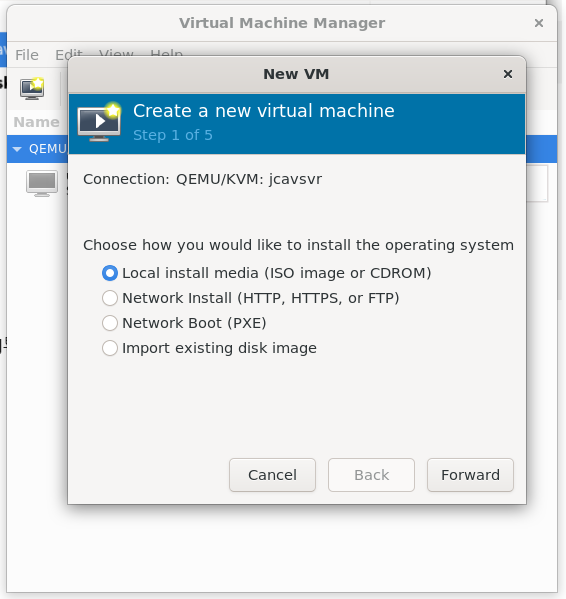 Virtual Machine Manager
File Edit View Help
New VM
Create a new virtual machine
Step 1 of 5
Name
QEMU
Connection: QEMU/KVM: jcavsvr
Choose how you would like to install the operating system
Local install media (ISO image or CDROM)
Network Install (HTTP, HTTPS, or FTP)
Network Boot (PXE)
Import existing disk image
Cancel Back Forward